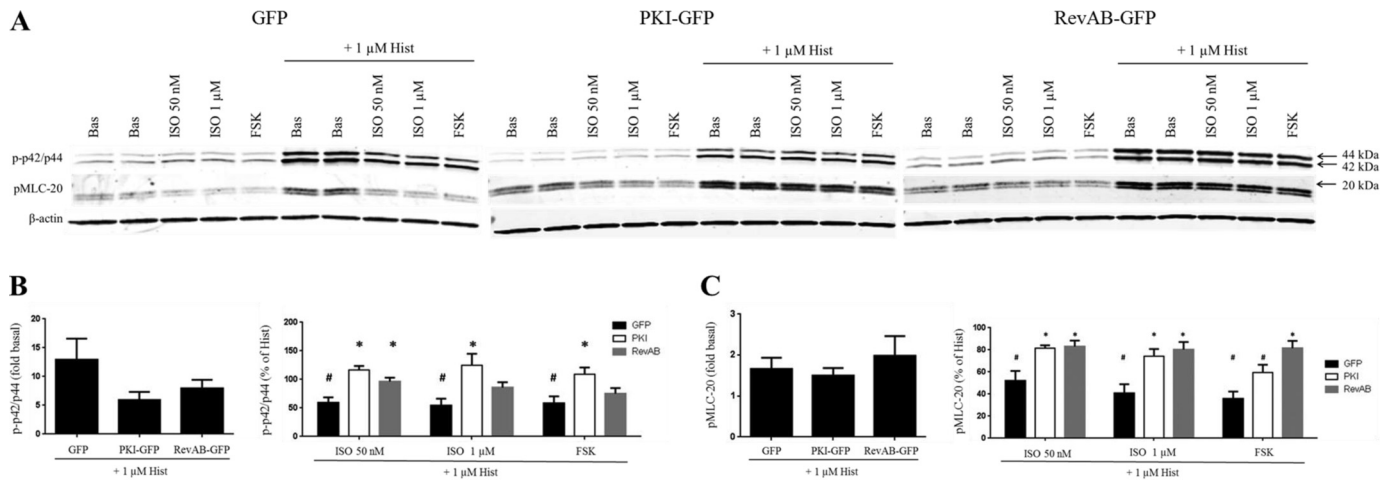 A
GFP
PKI-GFP
RevAB-GFP
+ 1 µM Hist
+ 1 µM Hist
+ 1 µM Hist
Bas
Bas
ISO 50 nM
ISO 1 µM
FSK
Bas
Bas
ISO 50 nM
ISO 1 µM
FSK
Bas
Bas
ISO 50 nM
ISO 1 µM
FSK
Bas
Bas
ISO 50 nM
ISO 1 µM
FSK
Bas
Bas
ISO 50 nM
ISO 1 µM
FSK
Bas
Bas
ISO 50 nM
ISO 1 µM
FSK
p-p42/p44
44 kDa
42 kDa
pMLC-20
20 kDa
β-actin
B
p-p42/p44 (fold basal)
20
15
10
5
0
GFP
PKI-GFP
RevAB-GFP
+ 1 µM Hist
p-p42/p44 (% of Hist)
200
150
100
50
0
GFP
PKI
RevAB
# * *
# *
# *
ISO 50 nM
ISO 1 µM
FSK
+ 1 µM Hist
C
pMLC-20 (fold basal)
4
3
2
1
0
GFP
PKI-GFP
RevAB-GFP
+ 1 µM Hist
pMLC-20 (% of Hist)
100
80
60
40
20
0
# * *
# * *
# # *
GFP
PKI
RevAB
ISO 50 nM
ISO 1 µM
FSK
+ 1 µM Hist